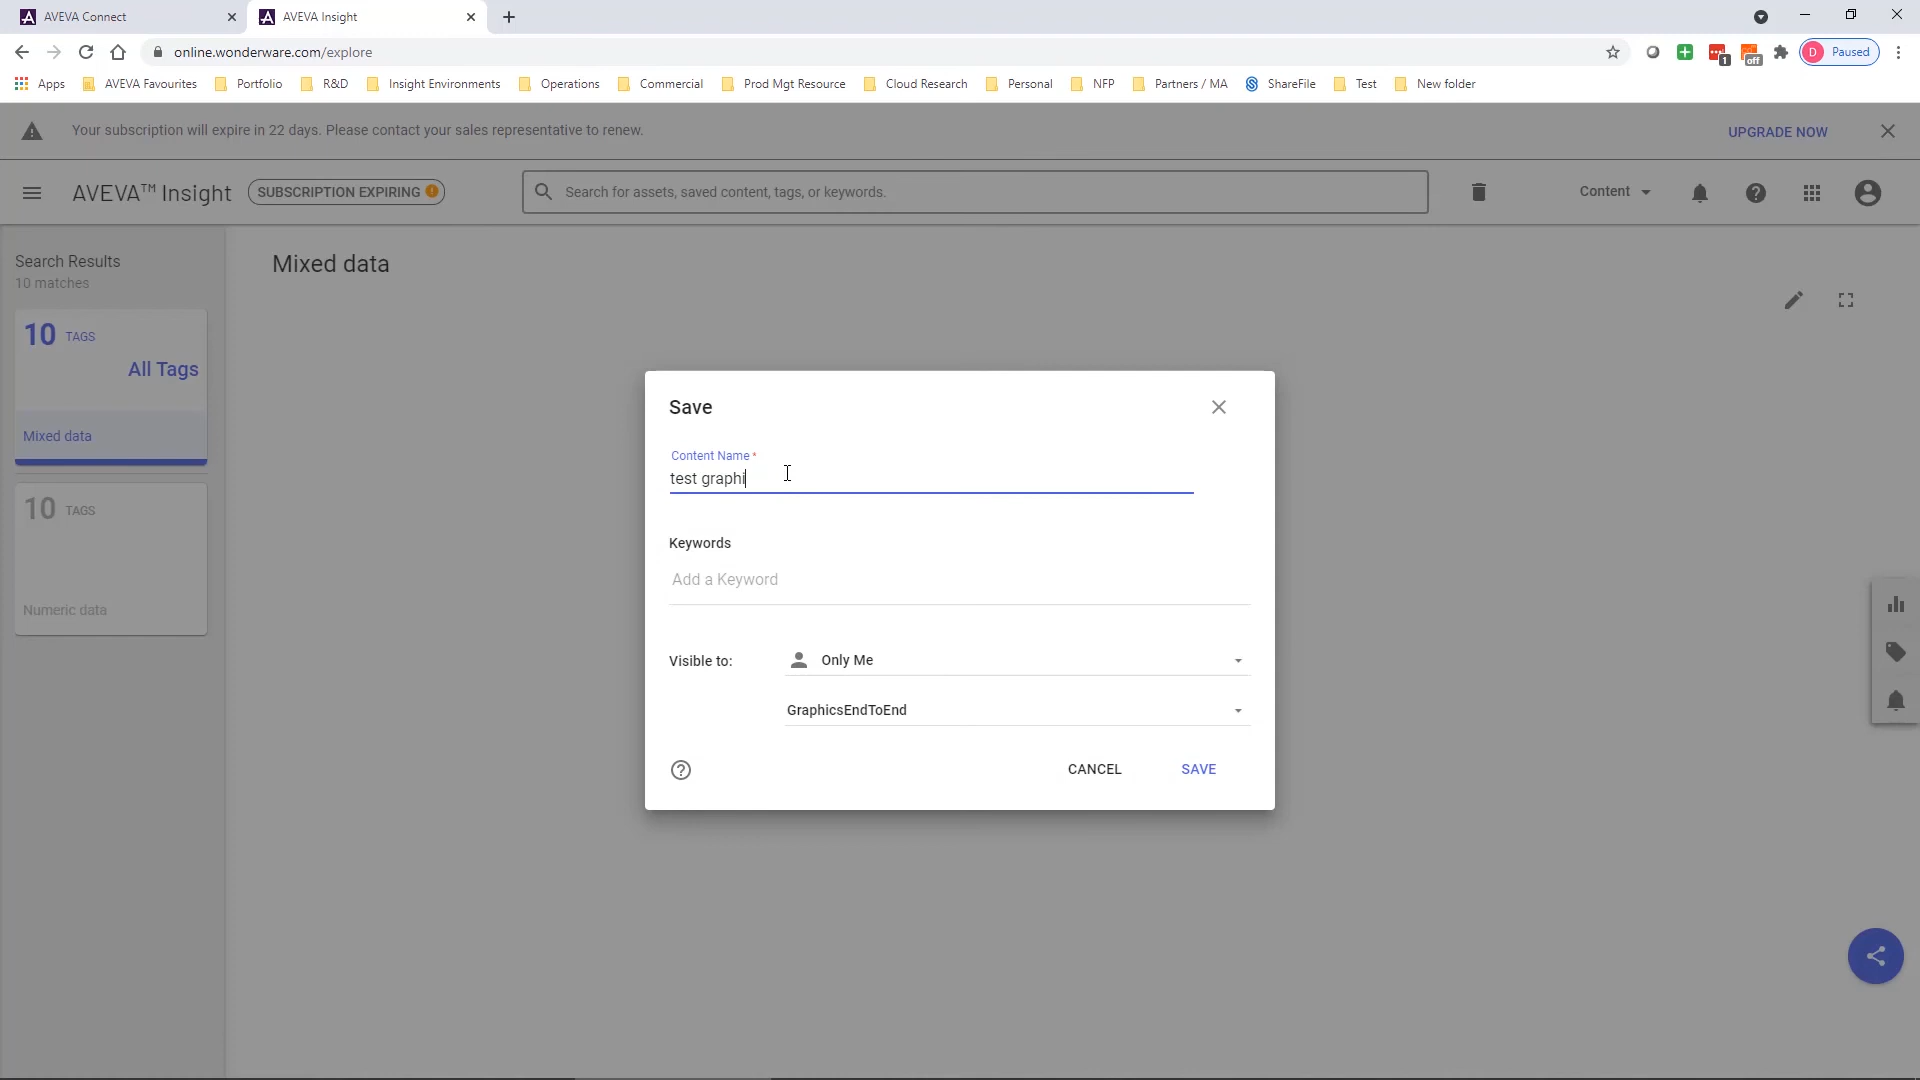 AVEVA Connect
AVEVA Insight
online.wonderware.com/explore
1
off
D
Paused
Apps
AVEVA Favourites
Portfolio
R&D
Insight Environments
Operations
Commercial
Prod Mgt Resource
Cloud Research
Personal
NFP
Partners / MA
ShareFile
Test
New folder
Your subscription will expire in 22 days. Please contact your sales representative to renew.
UPGRADE NOW
AVEVA™ Insight
SUBSCRIPTION EXPIRING
Search for assets, saved content, tags, or keywords.
Content
Search Results
10 matches
Mixed data
10 TAGS
All Tags
Mixed data
10 TAGS
Numeric data
Save
Content Name *
test graphi
Keywords
Add a Keyword
Visible to:
Only Me
GraphicsEndToEnd
CANCEL
SAVE